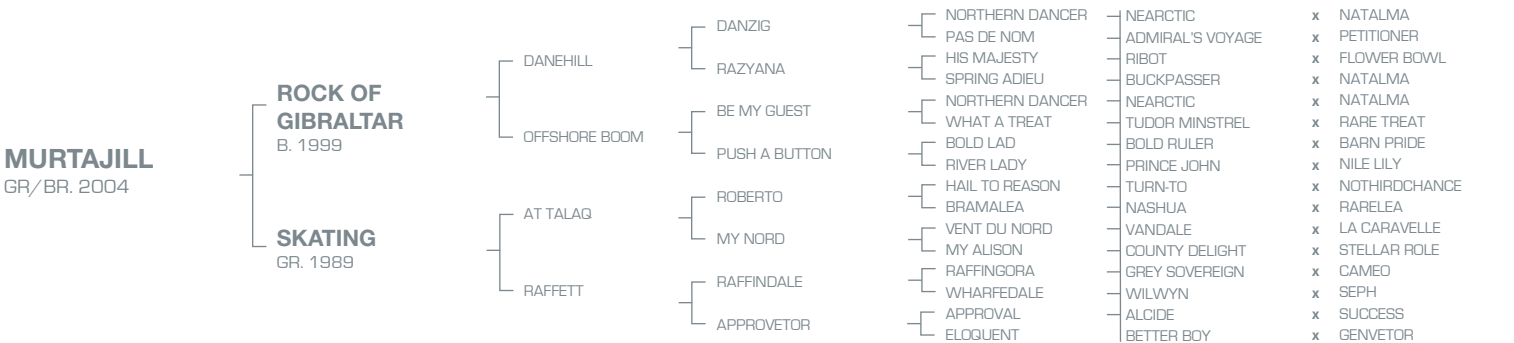 MURTAJILL
GR/BR. 2004
ROCK OF
GIBRALTAR
B. 1999
SKATING
GR. 1989
DANEHILL
OFFSHORE BOOM
AT TALAQ
RAFFETT
DANZIG
RAZYANA
BE MY GUEST
PUSH A BUTTON
ROBERTO
MY NORD
RAFFINDALE
APPROVETOR
NORTHERN DANCER
PAS DE NOM
HIS MAJESTY
SPRING ADIEU
NORTHERN DANCER
WHAT A TREAT
BOLD LAD
RIVER LADY
HAIL TO REASON
BRAMALEA
VENT DU NORD
MY ALISON
RAFFINGORA
WHARFEDALE
APPROVAL
ELOQUENT
NEARCTIC x NATALMA
ADMIRAL'S VOYAGE x PETITIONER
RIBOT x FLOWER BOWL
BUCKPASSER x NATALMA
NEARCTIC x NATALMA
TUDOR MINSTREL x RARE TREAT
BOLD RULER x BARN PRIDE
PRINCE JOHN x NILE LILY
TURN-TO x NOTHIRDCHANCE
NASHUA x RARELEA
VANDALE x LA CARAVELLE
COUNTY DELIGHT x STELLAR ROLE
GREY SOVEREIGN x CAMEO
WILWYN x SEPH
ALCIDE x SUCCESS
BETTER BOY x GENVETOR